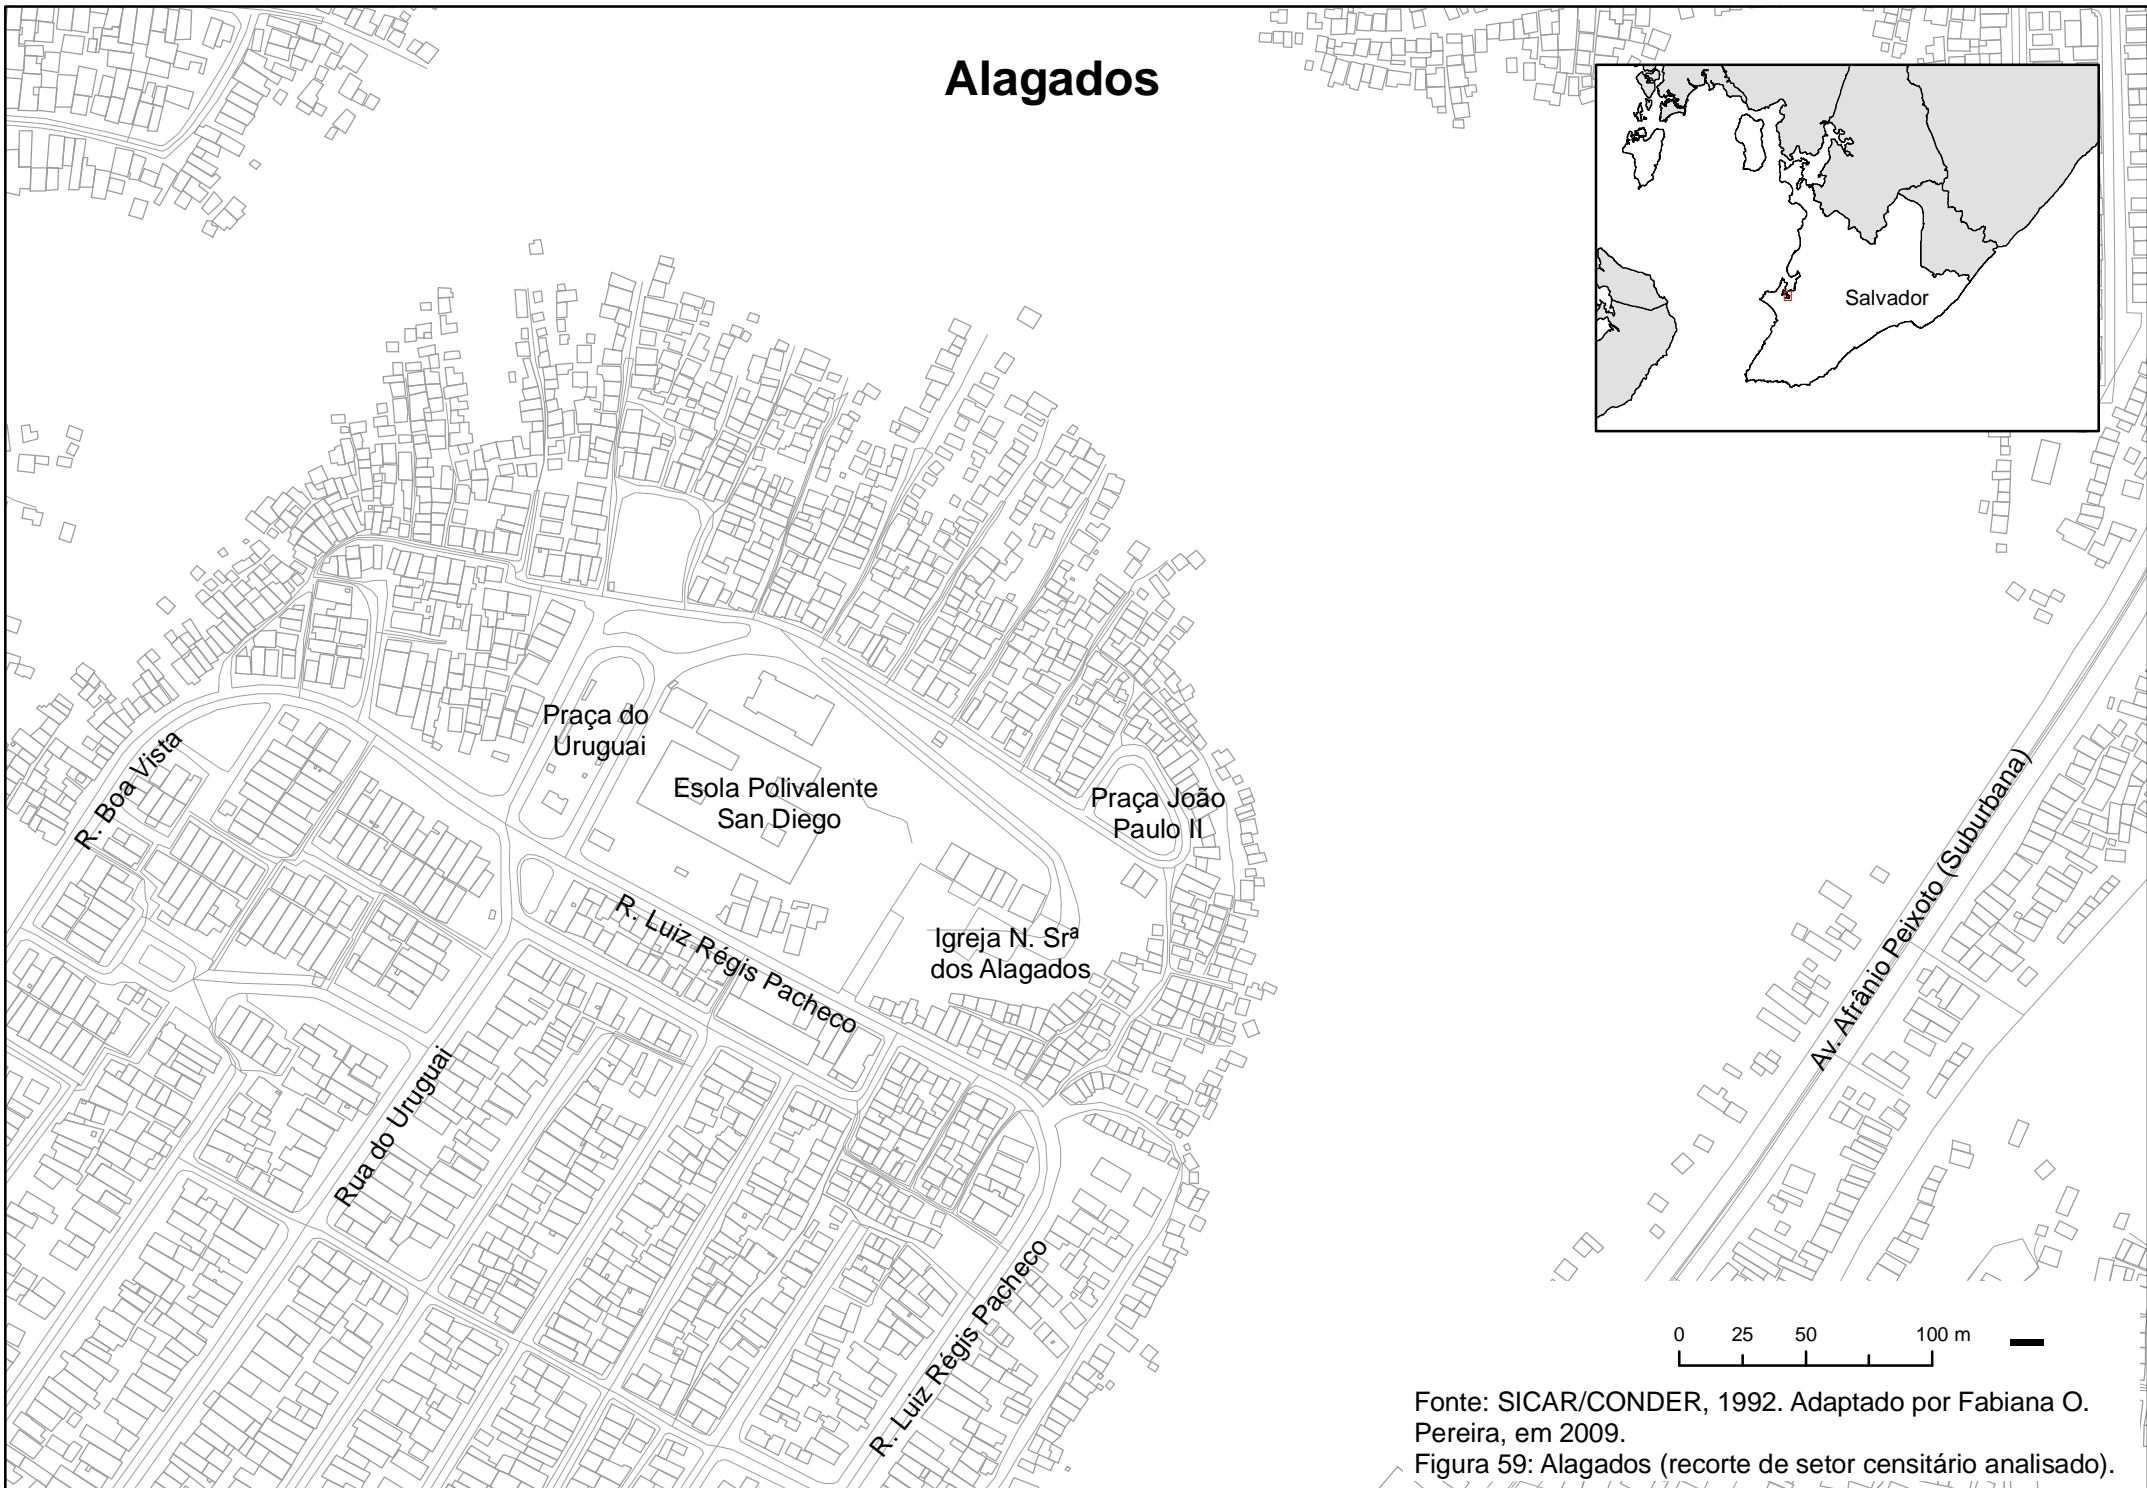 Alagados
Salvador
Praça do
Uruguai
R. Boa Vista
Esola Polivalente
San Diego
Praça João
Paulo II
Av. Afrânio Peixoto (Suburbana)
R. Luiz Régis Pacheco
Igreja N. Srª
dos Alagados
Rua do Uruguai
R. Luiz Régis Pacheco
0 25 50 100 m
Fonte: SICAR/CONDER, 1992. Adaptado por Fabiana O.
Pereira, em 2009.
Figura 59: Alagados (recorte de setor censitário analisado).